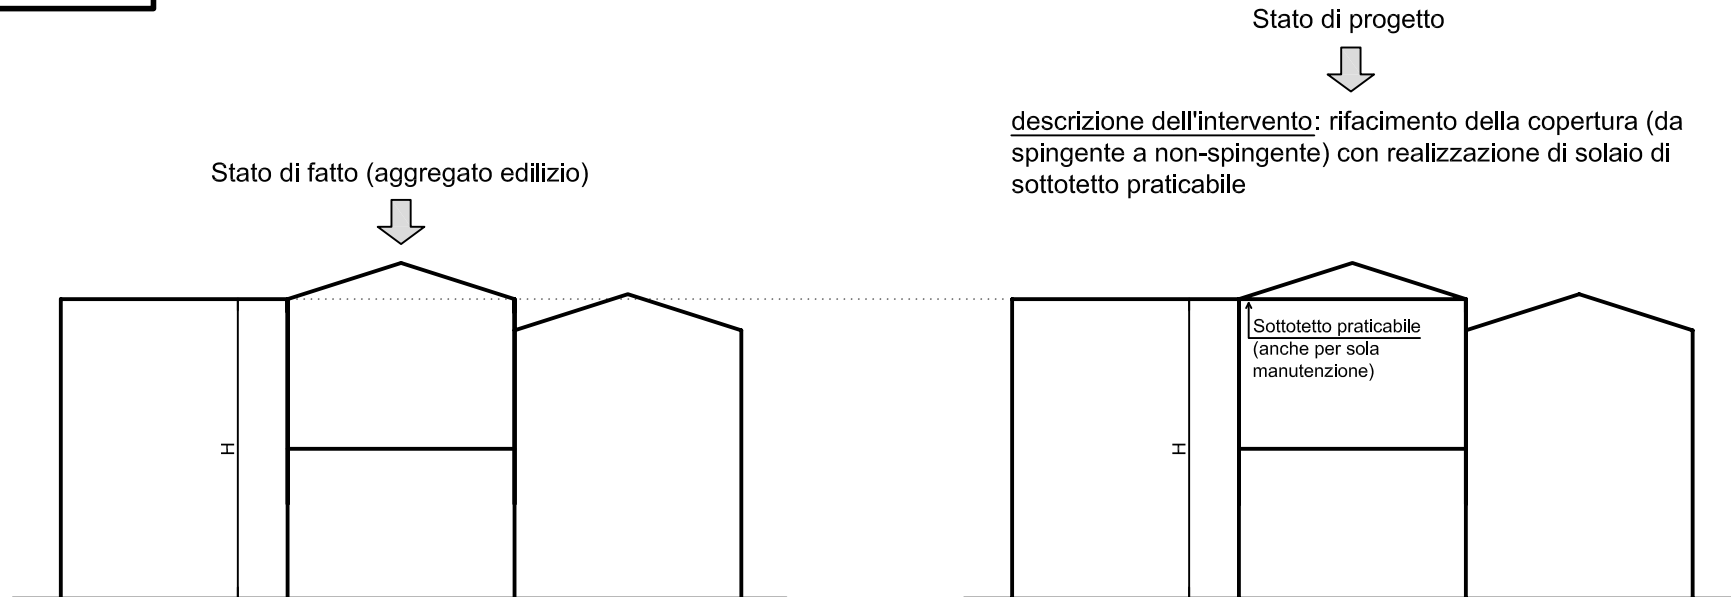 Stato di fatto (aggregato edilizio)
H
Stato di progetto
descrizione dell'intervento: rifacimento della copertura (da
spingente a non-spingente) con realizzazione di solaio di
sottotetto praticabile
Sottotetto praticabile
(anche per sola
manutenzione)
H